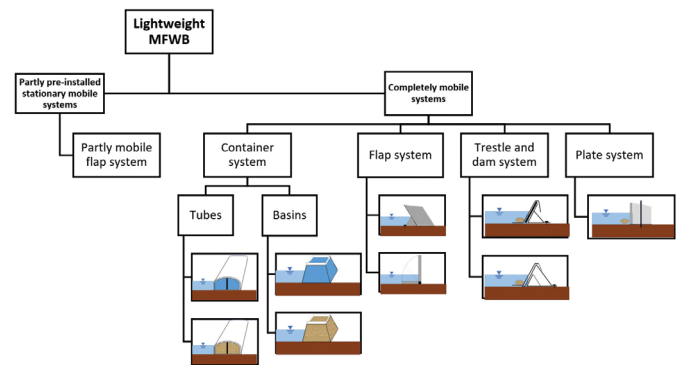 Lightweight
MFWB
Partly pre-installed
stationary mobile
systems
Completely mobile
systems
Partly mobile
flap system
Container
system
Flap system
Trestle and
dam system
Plate system
Tubes
Basins